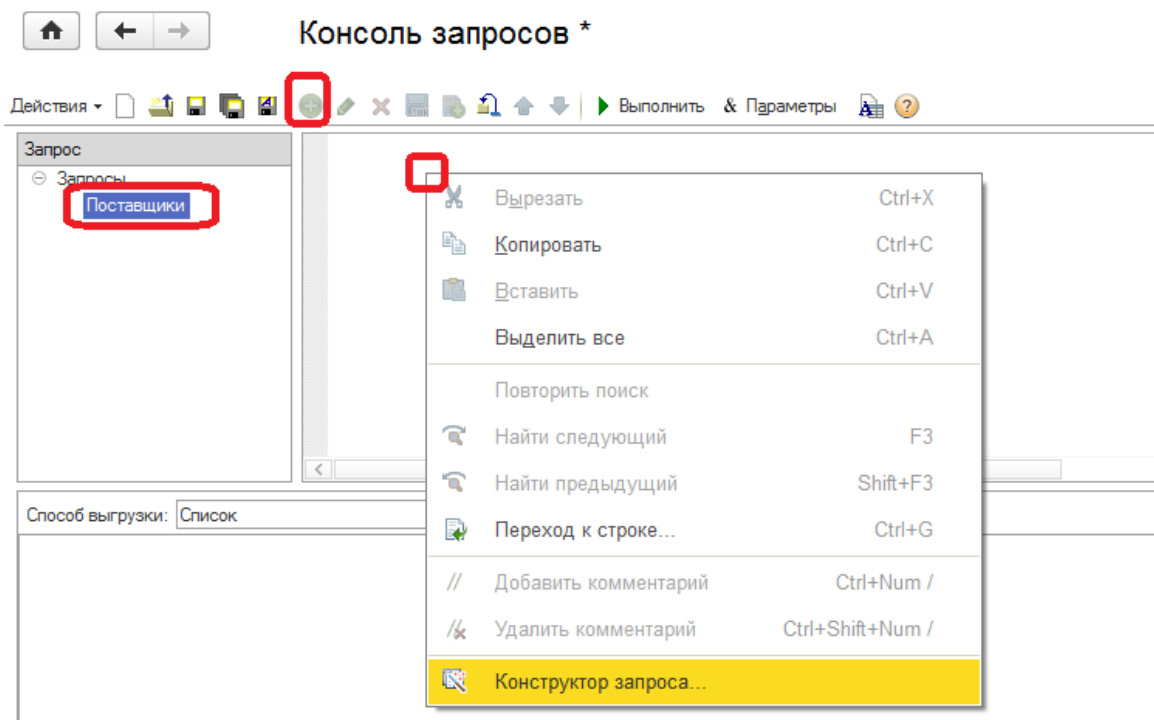 Консоль запросов *
Действия Выполнить & Параметры ?
Запрос
Запросы
Поставщики
Вырезать Ctrl+X
Копировать Ctrl+C
Вставить Ctrl+V
Выделить все Ctrl+A
Повторить поиск
Найти следующий F3
Найти предыдущий Shift+F3
Переход к строке... Ctrl+G
// Добавить комментарий Ctrl+Num /
Удалить комментарий Ctrl+Shift+Num /
Конструктор запроса...
Способ выгрузки: Список